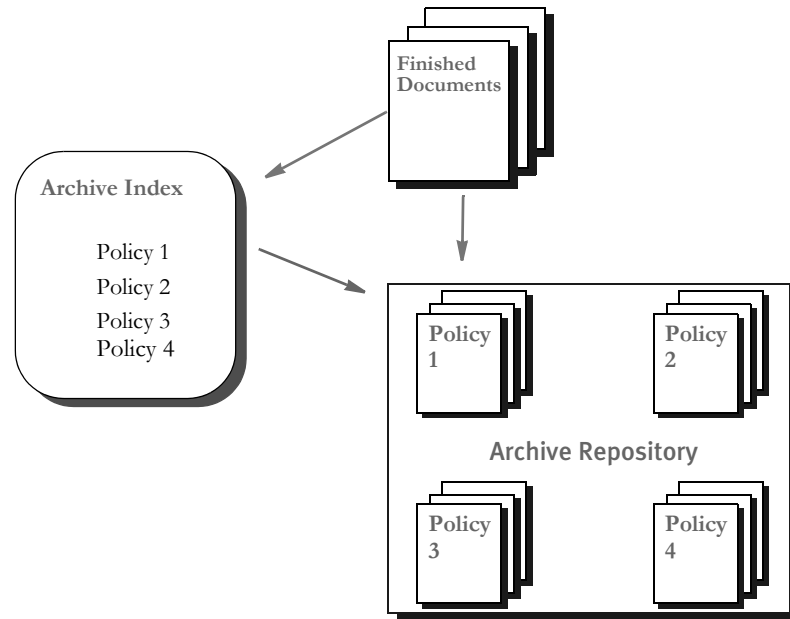 Finished
Documents
Archive Index
Policy 1
Policy 2
Policy 3
Policy 4
Policy
1
Policy
2
Archive Repository
Policy
3
Policy
4